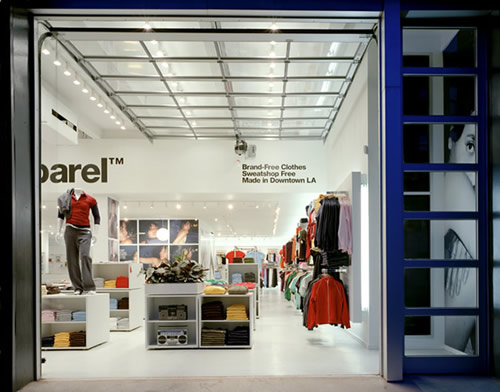 parel™
Brand-Free Clothes
Sweatshop Free
Made in Downtown LA